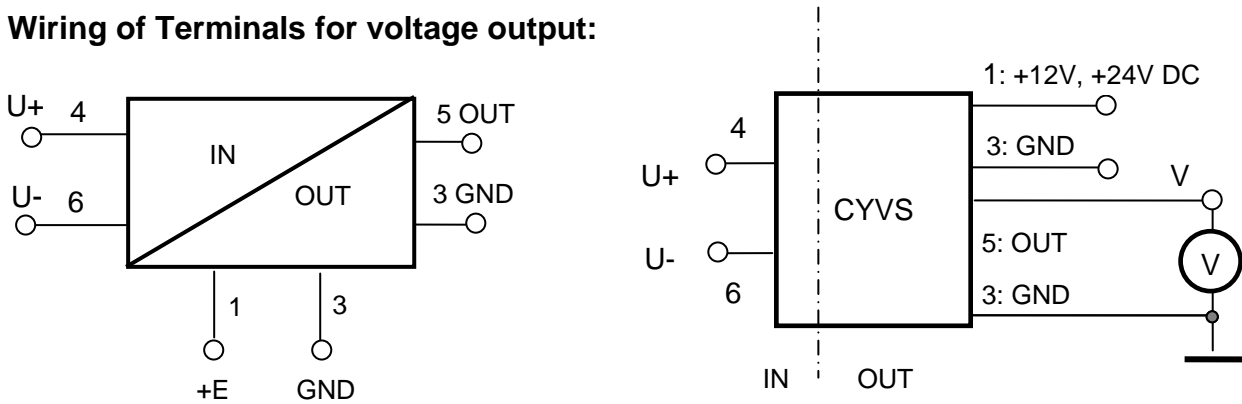 Wiring of Terminals for voltage output:
U+ 4
U- 6
IN
OUT
5 OUT
3 GND
1
3
+E
GND
1: +12V, +24V DC
3: GND
4
U+
U-
6
CYVS
V
5: OUT
V
3: GND
IN
OUT